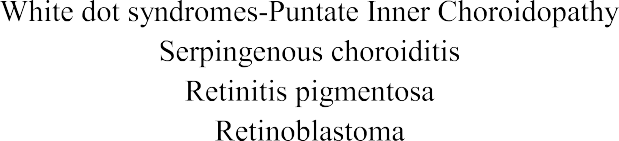 White dot syndromes-Puntate Inner Choroidopathy
Serpingenous choroiditis
Retinitis pigmentosa
Retinoblastoma